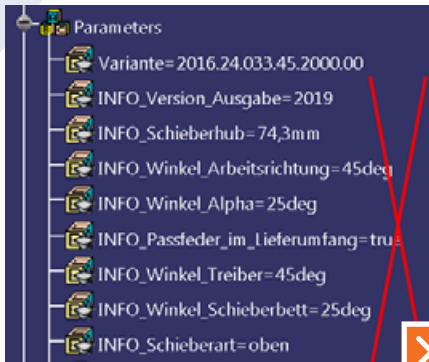 Parameters
Variante=2016.24.033.45.2000.00
INFO_Version_Ausgabe=2019
INFO_Schieberhub=74,3mm
INFO_Winkel_Arbeitsrichtung=45deg
INFO_Winkel_Alpha=25deg
INFO_Passfeder_im_Lieferumfang=true
INFO_Winkel_Treiber=45deg
INFO_Winkel_Schieberbett=25deg
INFO_Schieberart=oben